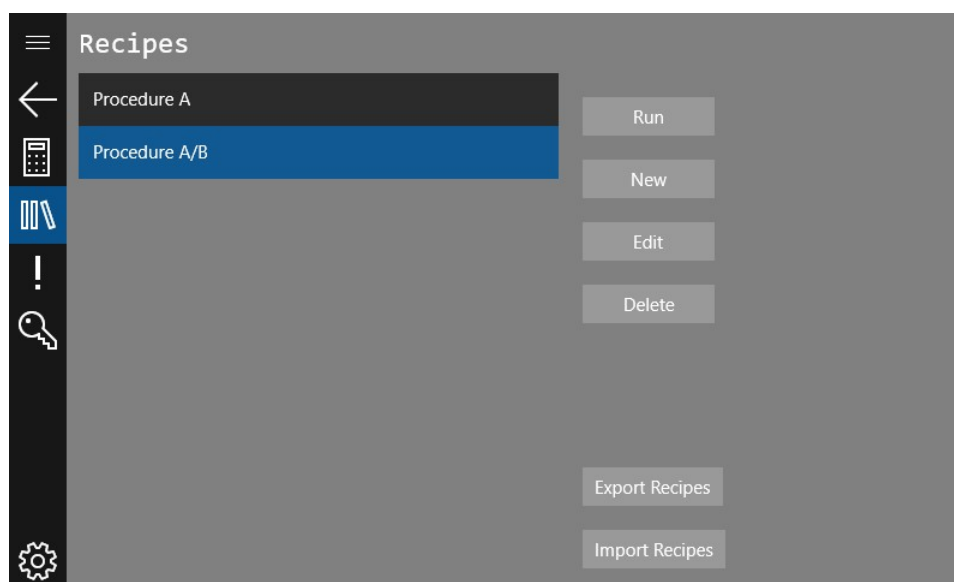 Recipes
Procedure A
Procedure A/B
Run
New
Edit
Delete
Export Recipes
Import Recipes